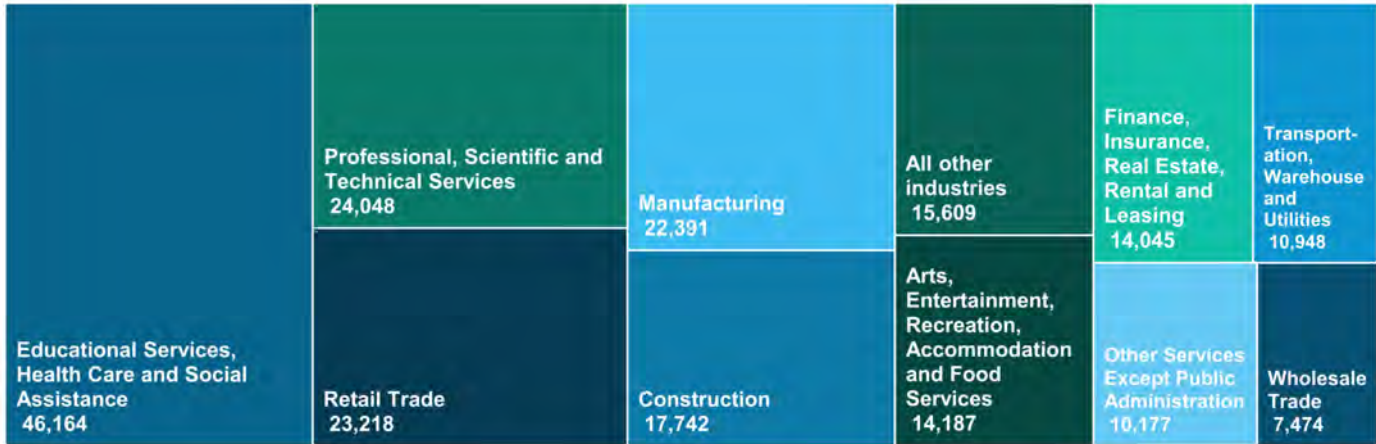 Educational Services,
Health Care and Social
Assistance
46,164
Professional, Scientific and
Technical Services
24,048
Retail Trade
23,218
Manufacturing
22,391
Construction
17,742
All other
industries
15,609
Arts,
Entertainment,
Recreation,
Accommodation
and Food
Services
14,187
Finance,
Insurance,
Real Estate,
Rental and
Leasing
14,045
Transport-
ation,
Warehouse
and
Utilities
10,948
Other Services
Except Public
Administration
10,177
Wholesale
Trade
7,474